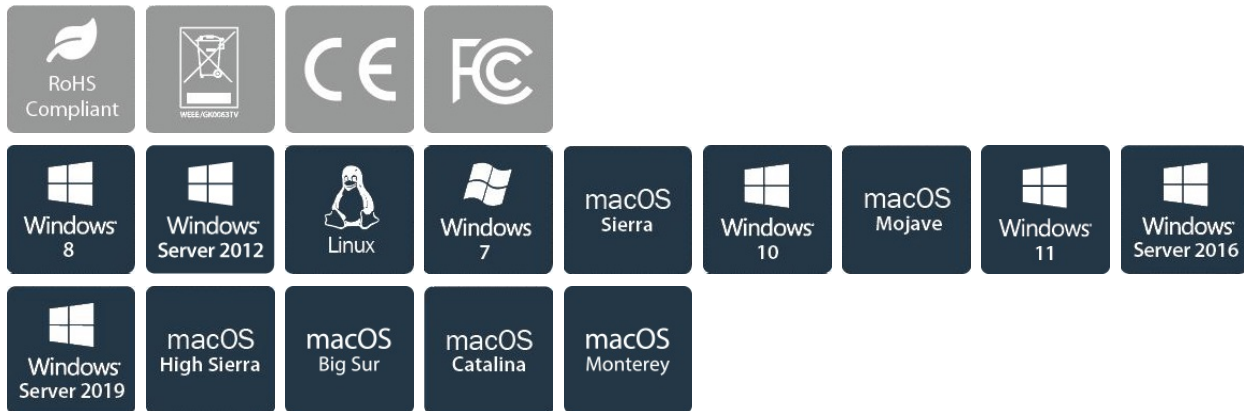 RoHS
Compliant
WEEE/GK0083TV
CE
FC
Windows
8
Windows
Server 2012
Linux
Windows
7
macOS
Sierra
Windows
10
macOS
Mojave
Windows
11
Windows
Server 2016
Windows
Server 2019
macOS
High Sierra
macOS
Big Sur
macOS
Catalina
macOS
Monterey